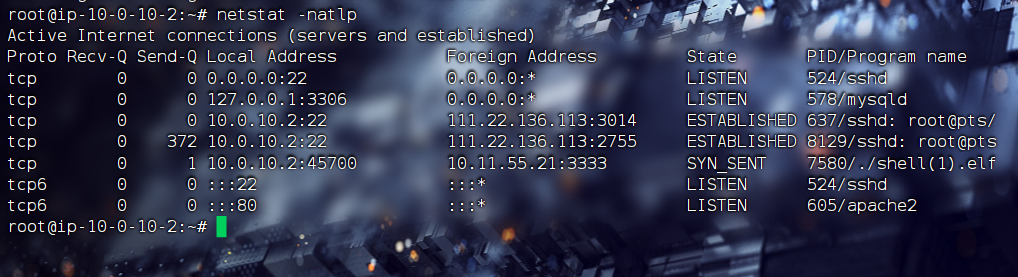 root@ip-10-0-10-2:~# netstat -natlp
Active Internet connections (servers and established)
Proto Recv-Q Send-Q Local Address           Foreign Address         State       PID/Program name
tcp        0      0 0.0.0.0:22              0.0.0.0:*               LISTEN      524/sshd
tcp        0      0 127.0.0.1:3306          0.0.0.0:*               LISTEN      578/mysqld
tcp        0      0 10.0.10.2:22            111.22.136.113:3014     ESTABLISHED 637/sshd: root@pts/
tcp        0    372 10.0.10.2:22            111.22.136.113:2755     ESTABLISHED 8129/sshd: root@pts
tcp        0      1 10.0.10.2:45700         10.11.55.21:3333        SYN_SENT    7580/./shell(1).elf
tcp6       0      0 :::22                   :::*                    LISTEN      524/sshd
tcp6       0      0 :::80                   :::*                    LISTEN      605/apache2
root@ip-10-0-10-2:~#